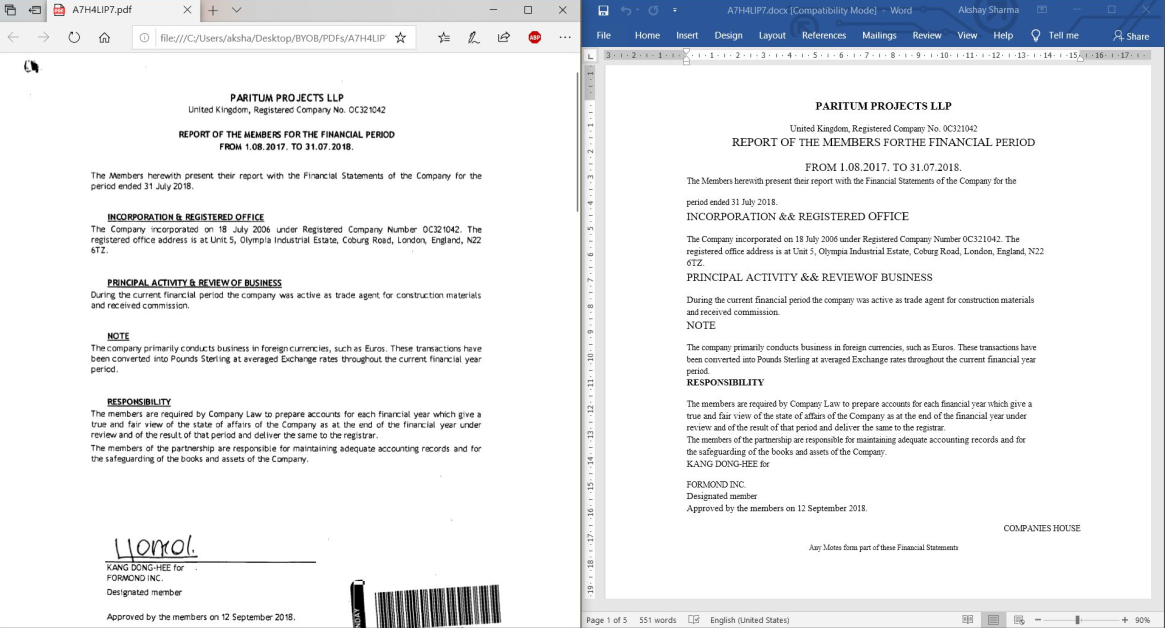 A7H4LIP7.pdf
file:///C:/Users/aksha/Desktop/BYOB/PDFs/A7H4LIP
ABP
PARITUM PROJECTS LLP
United Kingdom, Registered Company No. OC321042
REPORT OF THE MEMBERS FOR THE FINANCIAL PERIOD
FROM 1.08.2017. TO 31.07.2018.
The Members herewith present their report with the Financial Statements of the Company for the
period ended 31 July 2018.
INCORPORATION & REGISTERED OFFICE
The Company incorporated on 18 July 2006 under Registered Company Number OC321042. The
registered office address is at Unit 5, Olympia Industrial Estate, Coburg Road, London, England, N22
6TZ.
PRINCIPAL ACTIVITY & REVIEW OF BUSINESS
During the current financial period the company was active as trade agent for construction materials
and received commission.
NOTE
The company primarily conducts business in foreign currencies, such as Euros. These transactions have
been converted into Pounds Sterling at averaged Exchange rates throughout the current financial year
period.
RESPONSIBILITY
The members are required by Company Law to prepare accounts for each financial year which give a
true and fair view of the state of affairs of the Company as at the end of the financial year under
review and of the result of that period and deliver the same to the registrar.
The members of the partnership are responsible for maintaining adequate accounting records and for
the safeguarding of the books and assets of the Company.
KANG DONG-HEE for
FORMOND INC.
Designated member
Approved by the members on 12 September 2018.
NDAY
A7H4LIP7.docx [Compatibility Mode] - Word
Akshay Sharma
File Home Insert Design Layout References Mailings Review View Help Tell me Share
3 2 1 1 2 3 4 5 6 7 8 9 10 11 12 13 14 15 16 17
PARITUM PROJECTS LLP
United Kingdom, Registered Company No. 0C321042
REPORT OF THE MEMBERS FORTHE FINANCIAL PERIOD
FROM 1.08.2017. TO 31.07.2018.
The Members herewith present their report with the Financial Statements of the Company for the
period ended 31 July 2018.
INCORPORATION && REGISTERED OFFICE
The Company incorporated on 18 July 2006 under Registered Company Number 0C321042. The
registered office address is at Unit 5, Olympia Industrial Estate, Coburg Road, London, England, N22
6TZ.
PRINCIPAL ACTIVITY && REVIEWOF BUSINESS
During the current financial period the company was active as trade agent for construction materials
and received commission.
NOTE
The company primarily conducts business in foreign currencies, such as Euros. These transactions have
been converted into Pounds Sterling at averaged Exchange rates throughout the current financial year
period.
RESPONSIBILITY
The members are required by Company Law to prepare accounts for each financial year which give a
true and fair view of the state of affairs of the Company as at the end of the financial year under
review and of the result of that period and deliver the same to the registrar.
The members of the partnership are responsible for maintaining adequate accounting records and for
the safeguarding of the books and assets of the Company.
KANG DONG-HEE for
FORMOND INC.
Designated member
Approved by the members on 12 September 2018.
COMPANIES HOUSE
Any Motes form part of these Financial Statements
Page 1 of 5 551 words English (United States) 90%